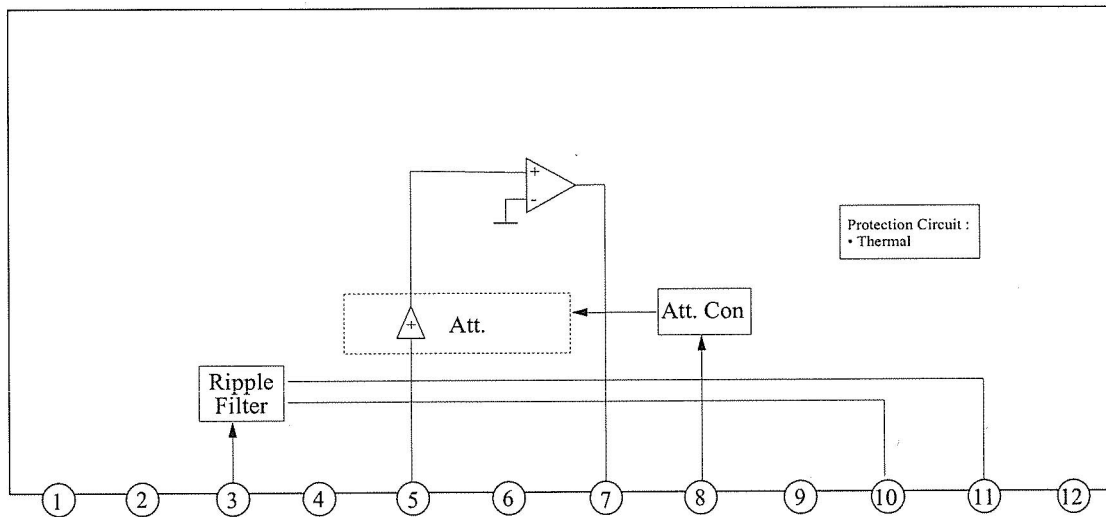 +
-
Protection Circuit :
• Thermal
+ Att.
Att. Con
Ripple
Filter
1 2 3 4 5 6 7 8 9 10 11 12